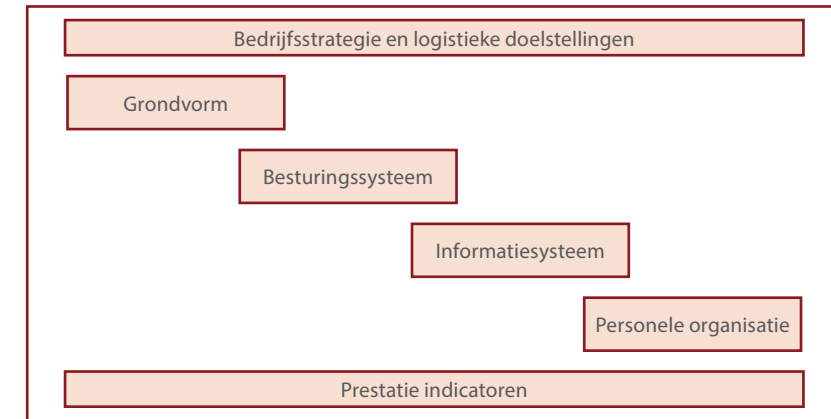 Bedrijfsstrategie en logistieke doelstellingen
Grondvorm
Besturingssysteem
Informatiesysteem
Personele organisatie
Prestatie indicatoren